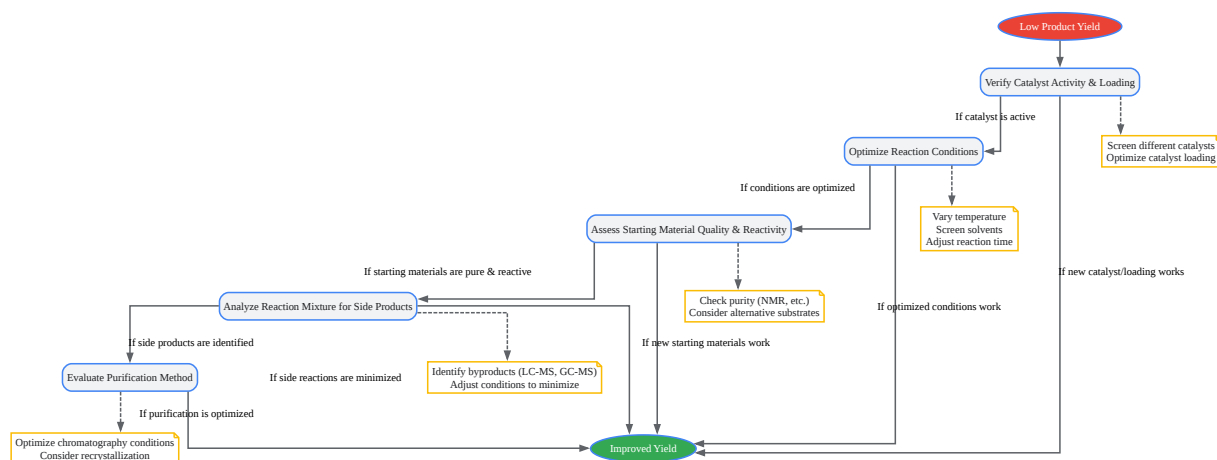 Low Product Yield
Verify Catalyst Activity & Loading
If catalyst is active
Screen different catalysts
Optimize catalyst loading
Optimize Reaction Conditions
If conditions are optimized
Vary temperature
Screen solvents
Adjust reaction time
Assess Starting Material Quality & Reactivity
If starting materials are pure & reactive
If new catalyst/loading works
Check purity (NMR, etc.)
Consider alternative substrates
Analyze Reaction Mixture for Side Products
If optimized conditions work
If side products are identified
If new starting materials work
Identify byproducts (LC-MS, GC-MS)
Adjust conditions to minimize
Evaluate Purification Method
If side reactions are minimized
If purification is optimized
Optimize chromatography conditions
Consider recrystallization
Improved Yield